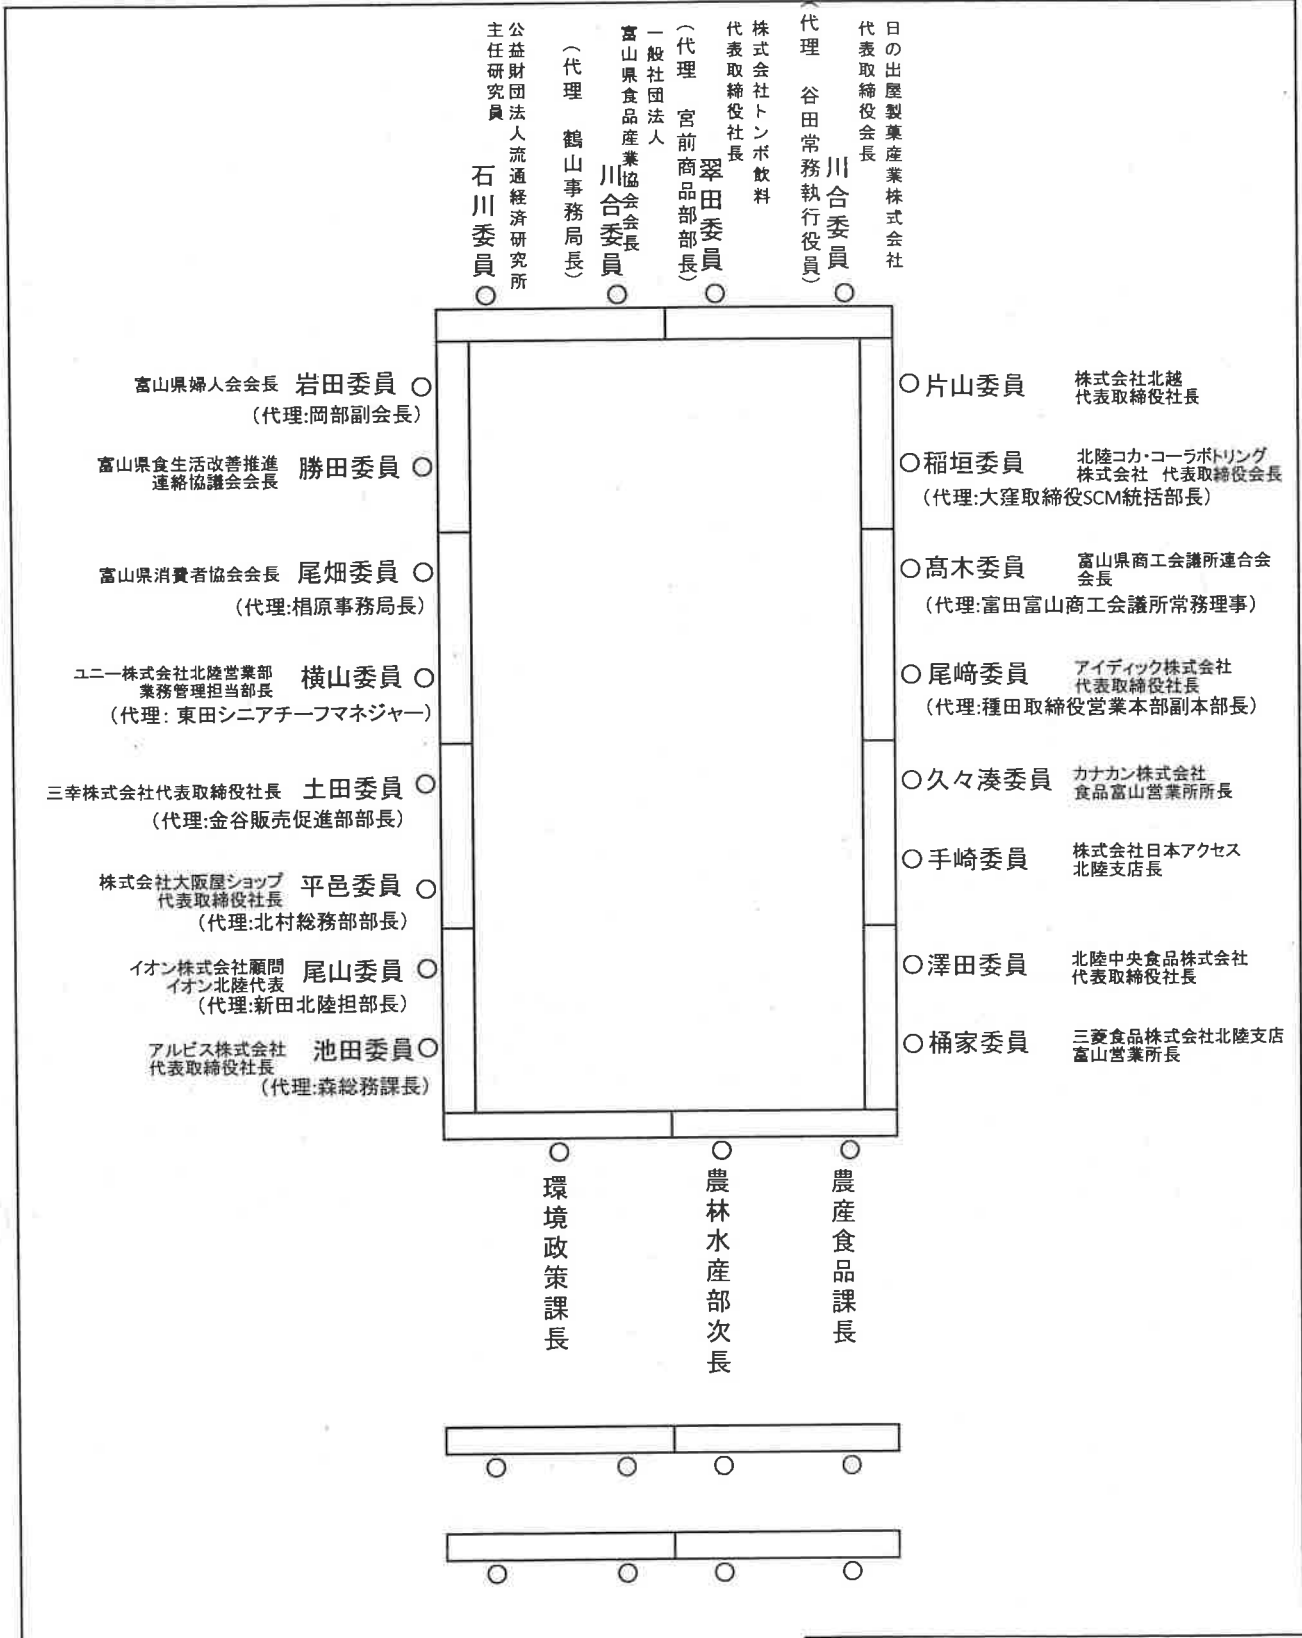 日の出屋製菓産業株式会社
代表取締役会長
川合委員
(代理 谷田常務執行役員)
株式会社トンボ飲料
代表取締役社長
翠田委員
(代理 宮前商品部部長)
一般社団法人
富山県食品産業協会会長
川合委員
(代理 鶴山事務局長)
公益財団法人流通経済研究所
主任研究員
石川委員
富山県婦人会会長 岩田委員
(代理:岡部副会長)
富山県食生活改善推進
連絡協議会会長
勝田委員
富山県消費者協会会長 尾畑委員
(代理:椙原事務局長)
ユニー株式会社北陸営業部
業務管理担当部長
横山委員
(代理: 東田シニアチーフマネジャー)
三幸株式会社代表取締役社長 土田委員
(代理:金谷販売促進部部長)
株式会社大阪屋ショップ
代表取締役社長
平邑委員
(代理:北村総務部部長)
イオン株式会社顧問
イオン北陸代表
尾山委員
(代理:新田北陸担部長)
アルビス株式会社
代表取締役社長
池田委員
(代理:森総務課長)
片山委員
株式会社北越
代表取締役社長
稲垣委員
北陸コカ・コーラボトリング
株式会社 代表取締役会長
(代理:大窪取締役SCM統括部長)
髙木委員
富山県商工会議所連合会
会長
(代理:富田富山商工会議所常務理事)
尾﨑委員
アイディック株式会社
代表取締役社長
(代理:種田取締役営業本部副本部長)
久々湊委員
カナカン株式会社
食品富山営業所所長
手崎委員
株式会社日本アクセス
北陸支店長
澤田委員
北陸中央食品株式会社
代表取締役社長
桶家委員
三菱食品株式会社北陸支店
富山営業所長
環境政策課長
農林水産部次長
農産食品課長